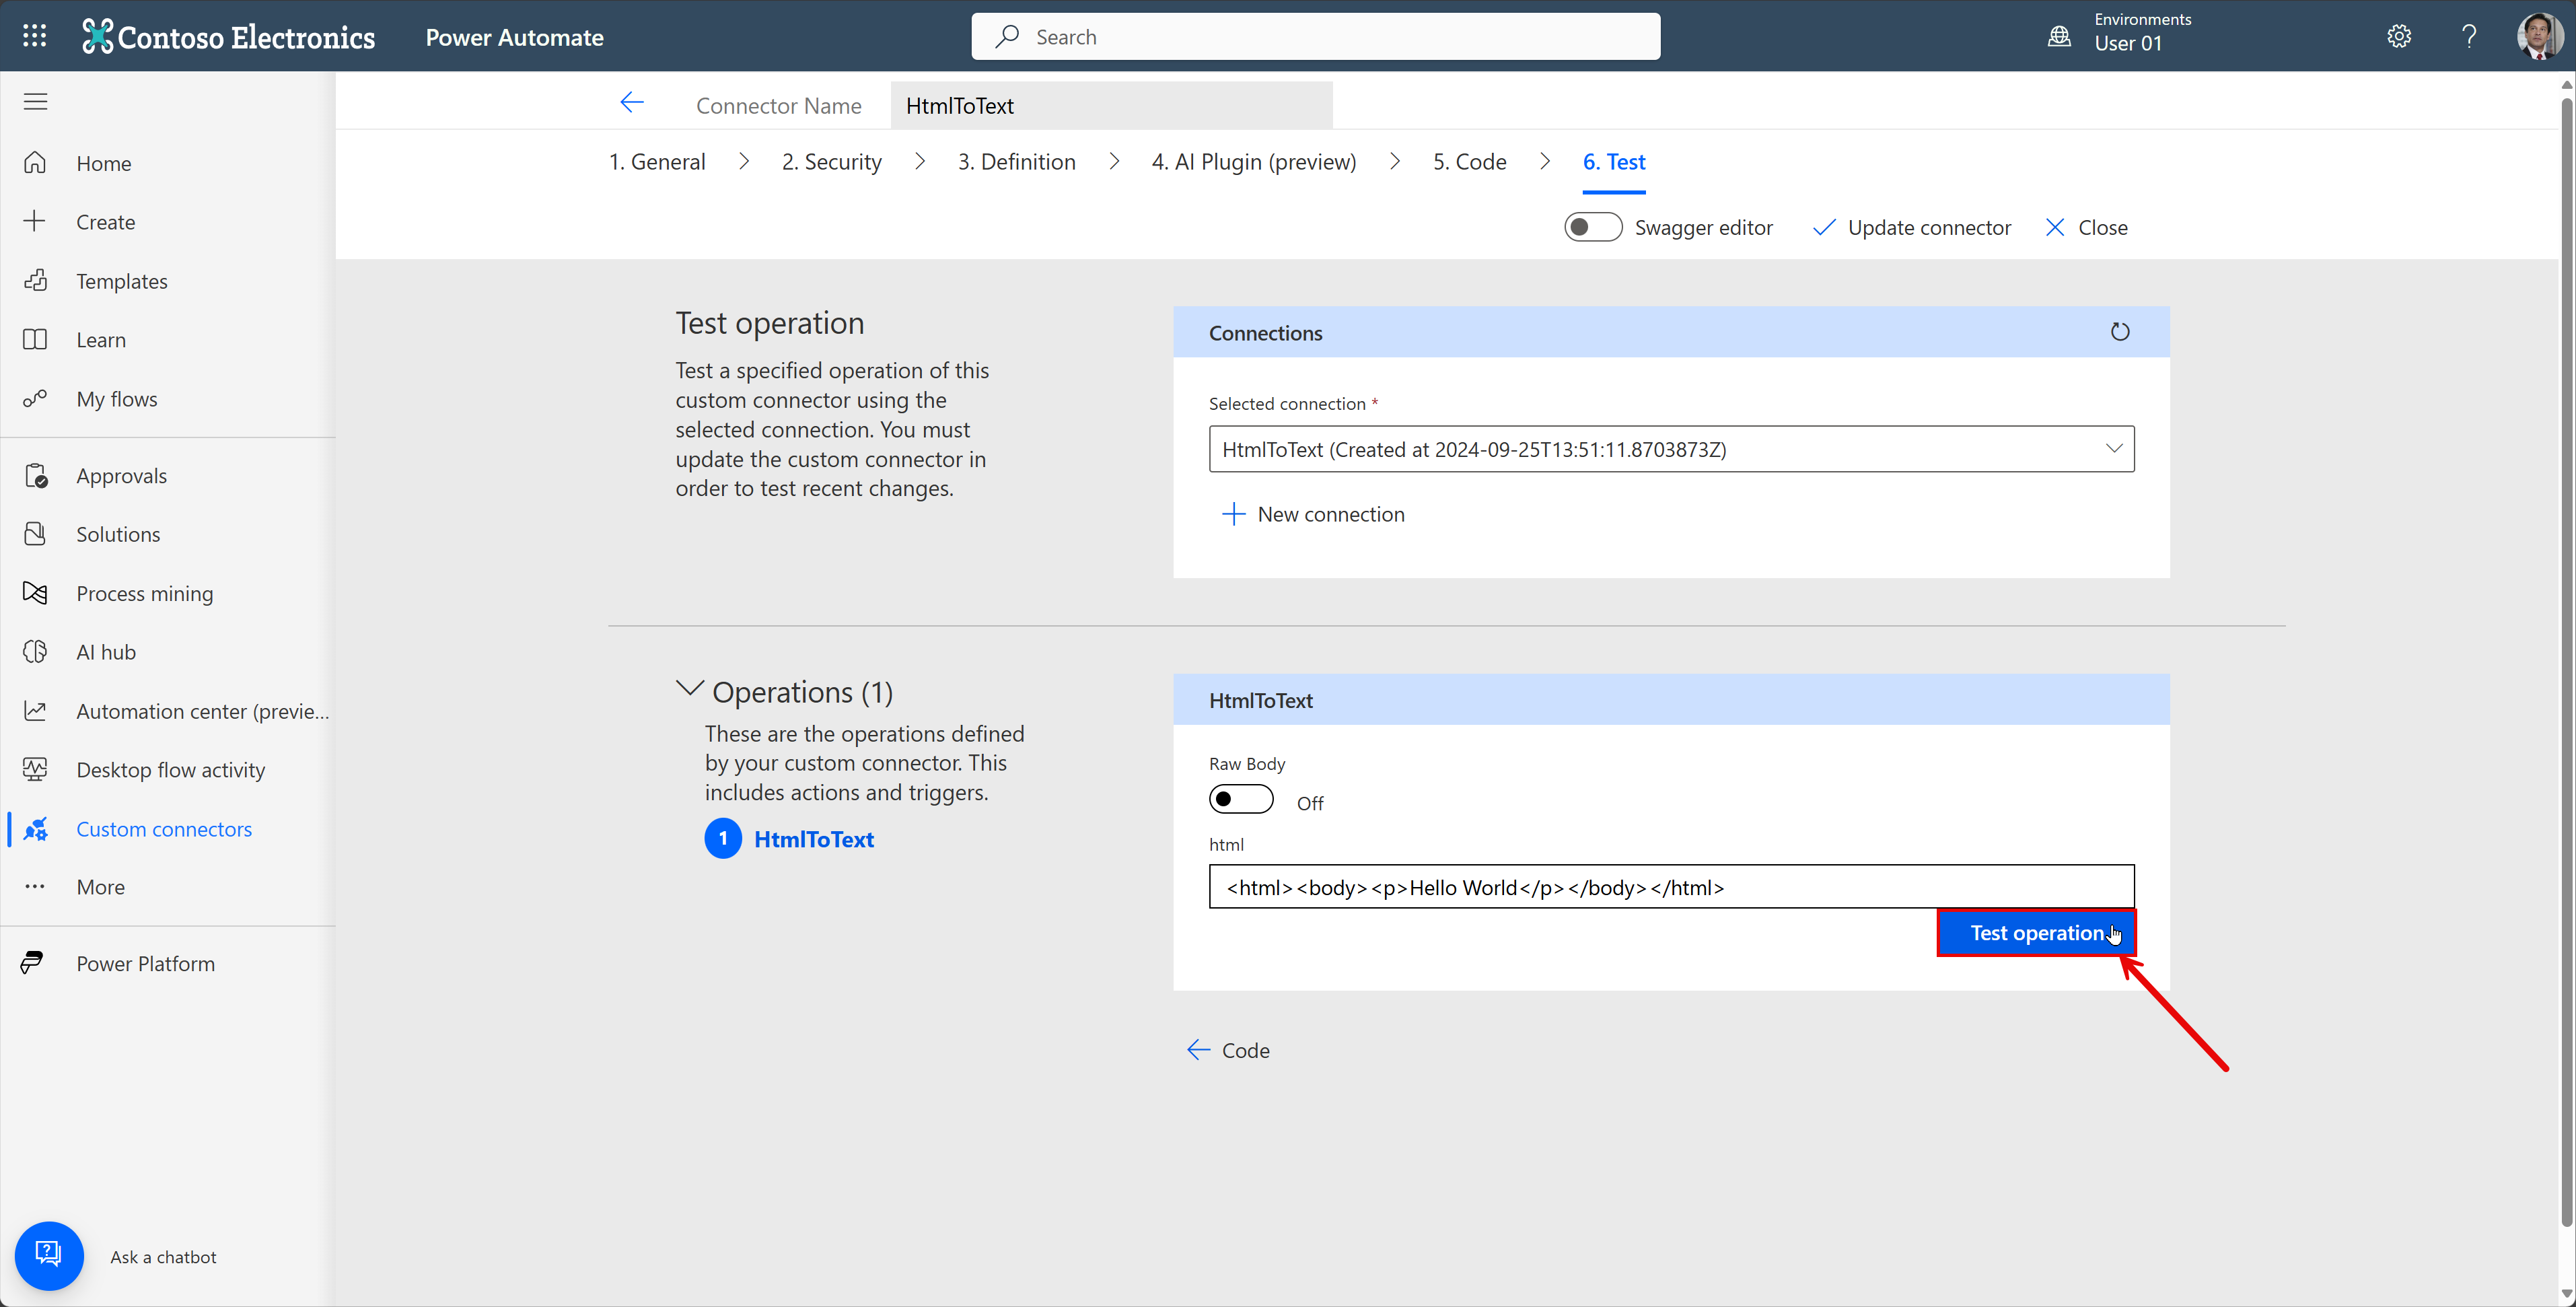 Contoso Electronics
Power Automate
Search
Environments
User 01
Connector Name
HtmlToText
1. General
2. Security
3. Definition
4. AI Plugin (preview)
5. Code
6. Test
Swagger editor
Update connector
Close
Home
Create
Templates
Learn
My flows
Approvals
Solutions
Process mining
AI hub
Automation center (previe...
Desktop flow activity
Custom connectors
More
Power Platform
Ask a chatbot
Test operation
Test a specified operation of this
custom connector using the
selected connection. You must
update the custom connector in
order to test recent changes.
Connections
Selected connection *
HtmlToText (Created at 2024-09-25T13:51:11.8703873Z)
New connection
Operations (1)
These are the operations defined
by your custom connector. This
includes actions and triggers.
1 HtmlToText
HtmlToText
Raw Body
Off
html
<html><body><p>Hello World</p></body></html>
Test operation
Code